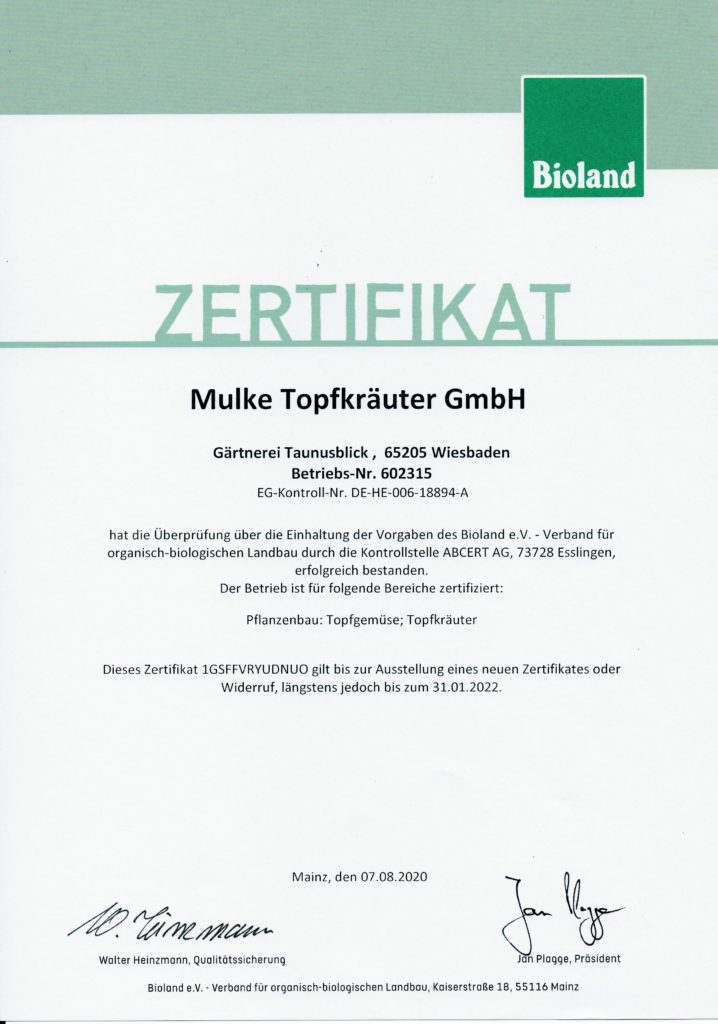 Bioland
ZERTIFIKAT
Mulke Topfkräuter GmbH
Gärtnerei Taunusblick , 65205 Wiesbaden
Betriebs-Nr. 602315
EG-Kontroll-Nr. DE-HE-006-18894-A
hat die Überprüfung über die Einhaltung der Vorgaben des Bioland e.V. - Verband für
organisch-biologischen Landbau durch die Kontrollstelle ABCERT AG, 73728 Esslingen,
erfolgreich bestanden.
Der Betrieb ist für folgende Bereiche zertifiziert:
Pflanzenbau: Topfgemüse; Topfkräuter
Dieses Zertifikat 1GSFFVRYUDNUO gilt bis zur Ausstellung eines neuen Zertifikates oder
Widerruf, längstens jedoch bis zum 31.01.2022.
Mainz, den 07.08.2020
W. Heinzmann
Jan Plagge
Walter Heinzmann, Qualitätssicherung
Jan Plagge, Präsident
Bioland e.V. - Verband für organisch-biologischen Landbau, Kaiserstraße 18, 55116 Mainz